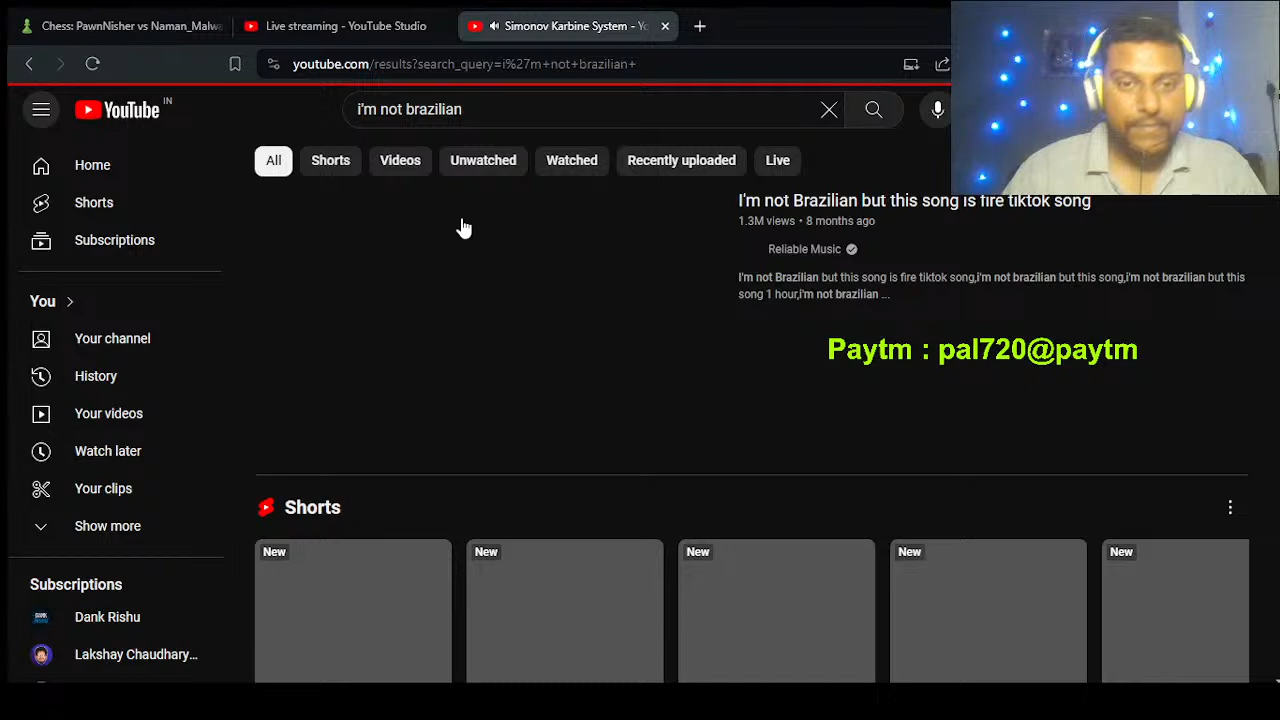 Chess: PawnNisher vs Naman_Malwa
Live streaming - YouTube Studio
Simonov Karbine System - Yo
youtube.com/results?search_query=i%27m+not+brazilian+
YouTube IN
i'm not brazilian
All
Shorts
Videos
Unwatched
Watched
Recently uploaded
Live
Home
Shorts
Subscriptions
You
Your channel
History
Your videos
Watch later
Your clips
Show more
Subscriptions
Dank Rishu
Lakshay Chaudhary...
I'm not Brazilian but this song is fire tiktok song
1.3M views • 8 months ago
Reliable Music
I'm not Brazilian but this song is fire tiktok song,i'm not brazilian but this song,i'm not brazilian but this
song 1 hour,i'm not brazilian ...
Paytm : pal720@paytm
Shorts
New
New
New
New
New